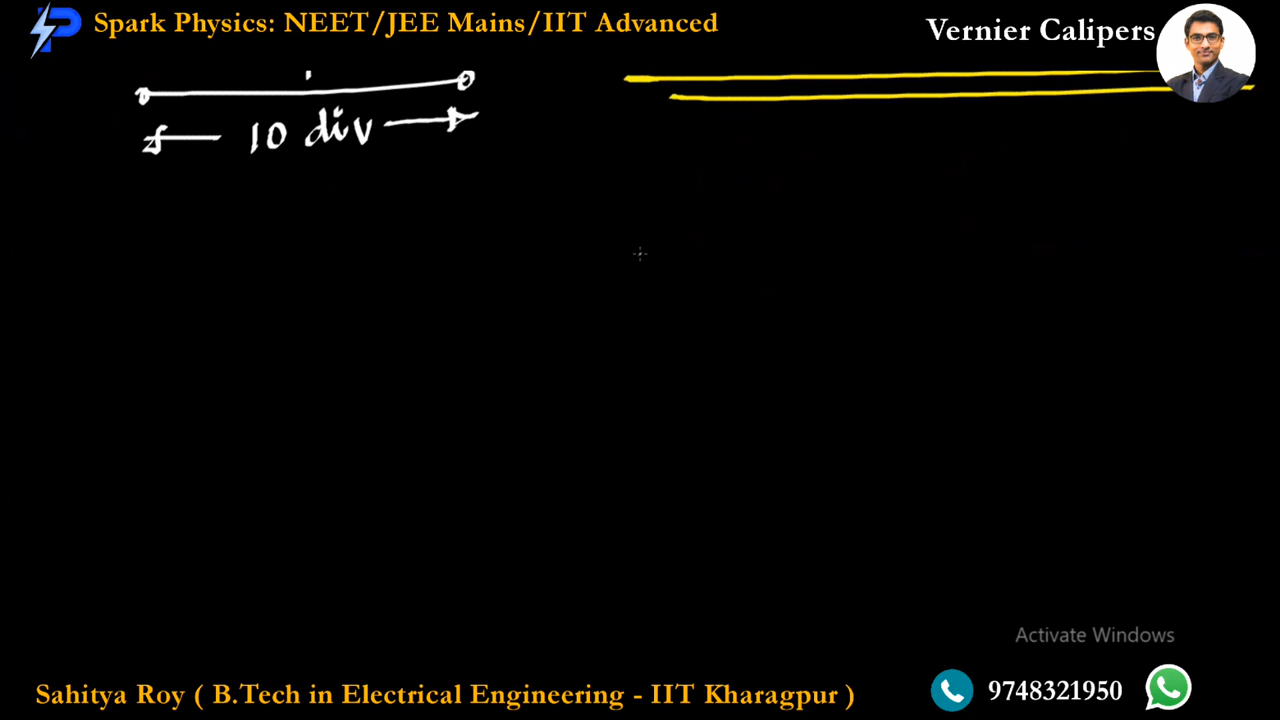 Spark Physics: NEET/JEE Mains/IIT Advanced
Vernier Calipers
10 div
Activate Windows
Sahitya Roy ( B.Tech in Electrical Engineering - IIT Kharagpur )
9748321950